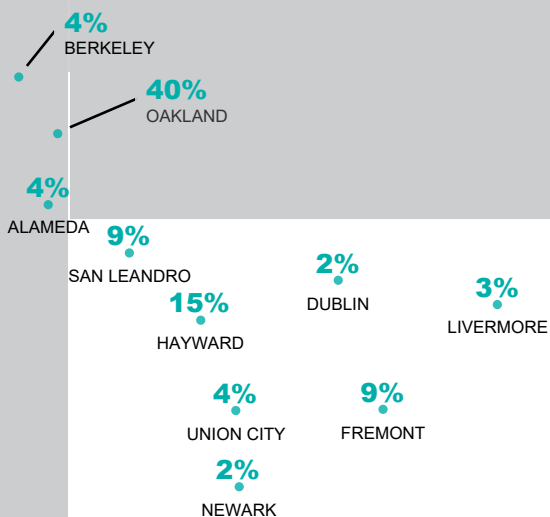 4%
BERKELEY
40%
OAKLAND
4%
ALAMEDA
9%
SAN LEANDRO
2%
DUBLIN
3%
LIVERMORE
15%
HAYWARD
4%
UNION CITY
9%
FREMONT
2%
NEWARK